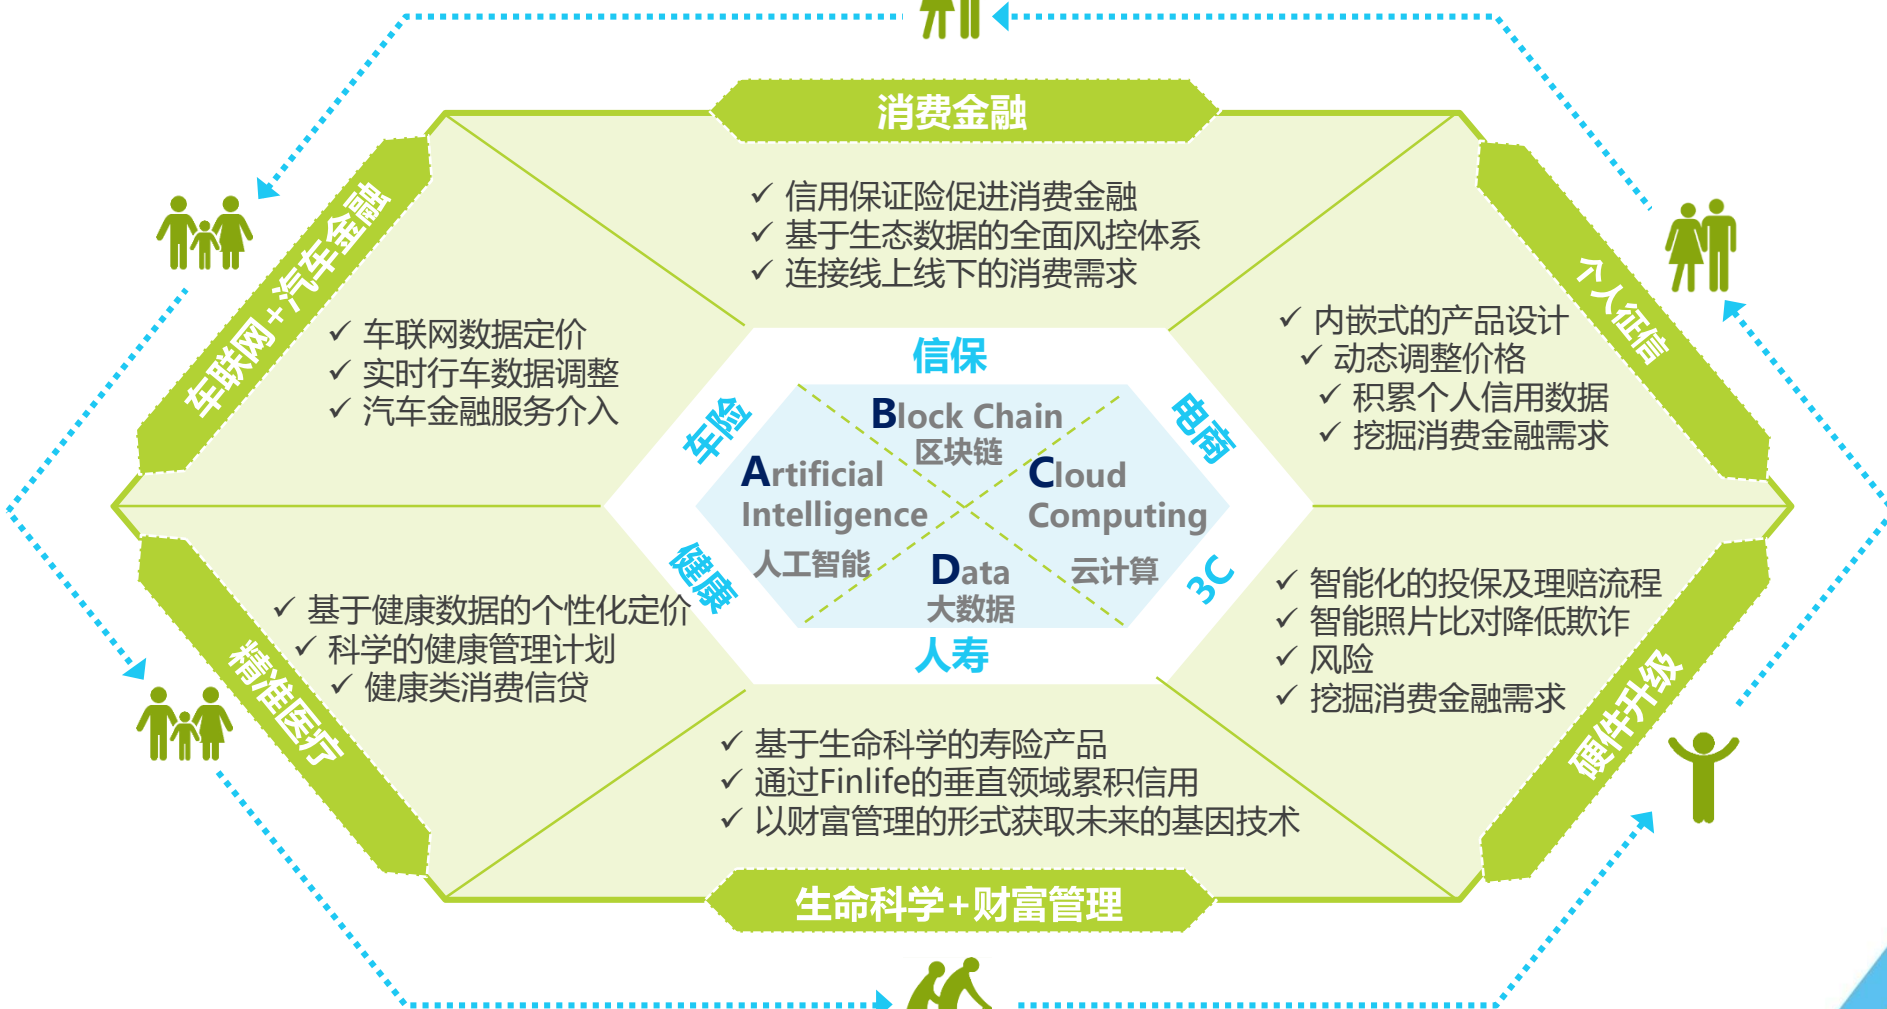 消费金融
信用保证险促进消费金融
基于生态数据的全面风控体系
连接线上线下的消费需求
车联网+汽车金融
车联网数据定价
实时行车数据调整
汽车金融服务介入
个人征信
内嵌式的产品设计
动态调整价格
积累个人信用数据
挖掘消费金融需求
信保
车险
电商
Block Chain
区块链
Artificial
Intelligence
人工智能
Cloud
Computing
云计算
Data
大数据
健康
3C
人寿
精准医疗
基于健康数据的个性化定价
科学的健康管理计划
健康类消费信贷
硬件升级
智能化的投保及理赔流程
智能照片比对降低欺诈
风险
挖掘消费金融需求
基于生命科学的寿险产品
通过Finlife的垂直领域累积信用
以财富管理的形式获取未来的基因技术
生命科学+财富管理